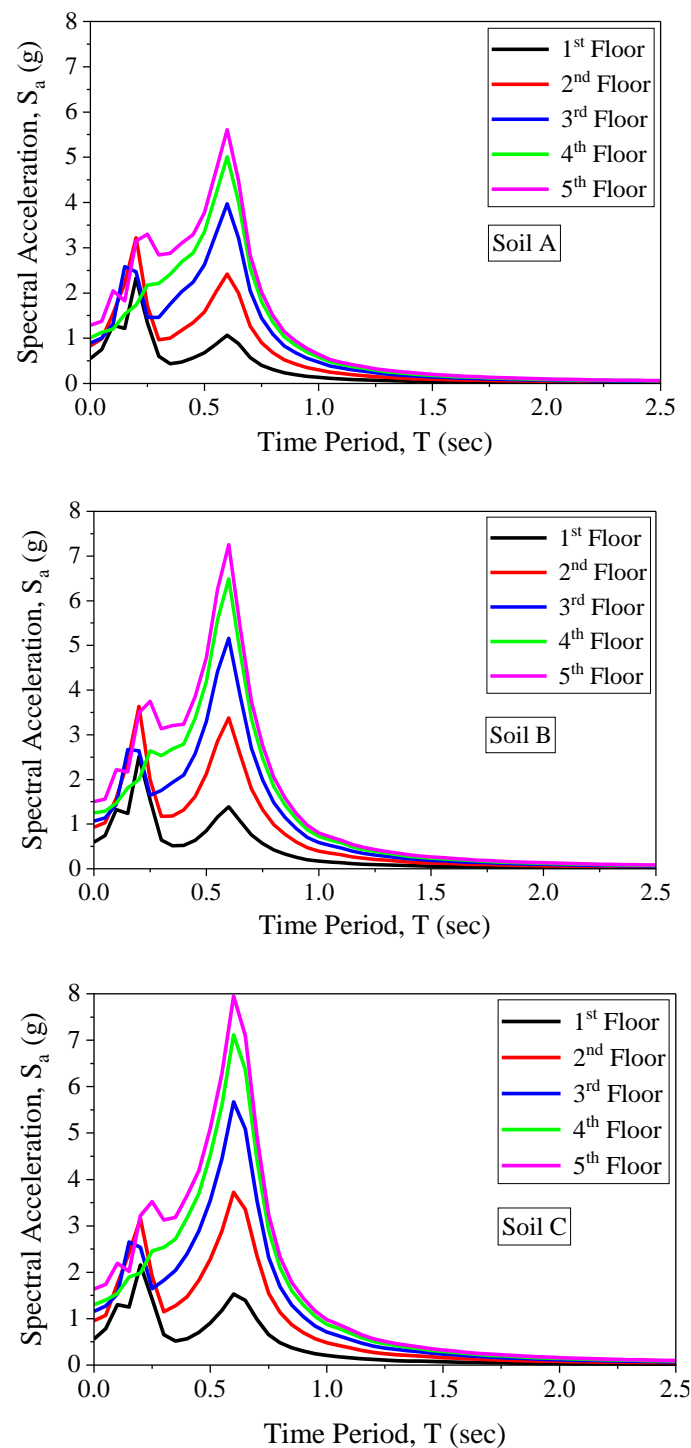 8
7
6
5
4
3
2
1
0
Spectral Acceleration, Sₐ (g)
1ˢᵗ Floor
2ⁿᵈ Floor
3ʳᵈ Floor
4ᵗʰ Floor
5ᵗʰ Floor
Soil A
0.0 0.5 1.0 1.5 2.0 2.5
Time Period, T (sec)
8
7
6
5
4
3
2
1
0
Spectral Acceleration, Sₐ (g)
1ˢᵗ Floor
2ⁿᵈ Floor
3ʳᵈ Floor
4ᵗʰ Floor
5ᵗʰ Floor
Soil B
0.0 0.5 1.0 1.5 2.0 2.5
Time Period, T (sec)
8
7
6
5
4
3
2
1
0
Spectral Acceleration, Sₐ (g)
1ˢᵗ Floor
2ⁿᵈ Floor
3ʳᵈ Floor
4ᵗʰ Floor
5ᵗʰ Floor
Soil C
0.0 0.5 1.0 1.5 2.0 2.5
Time Period, T (sec)